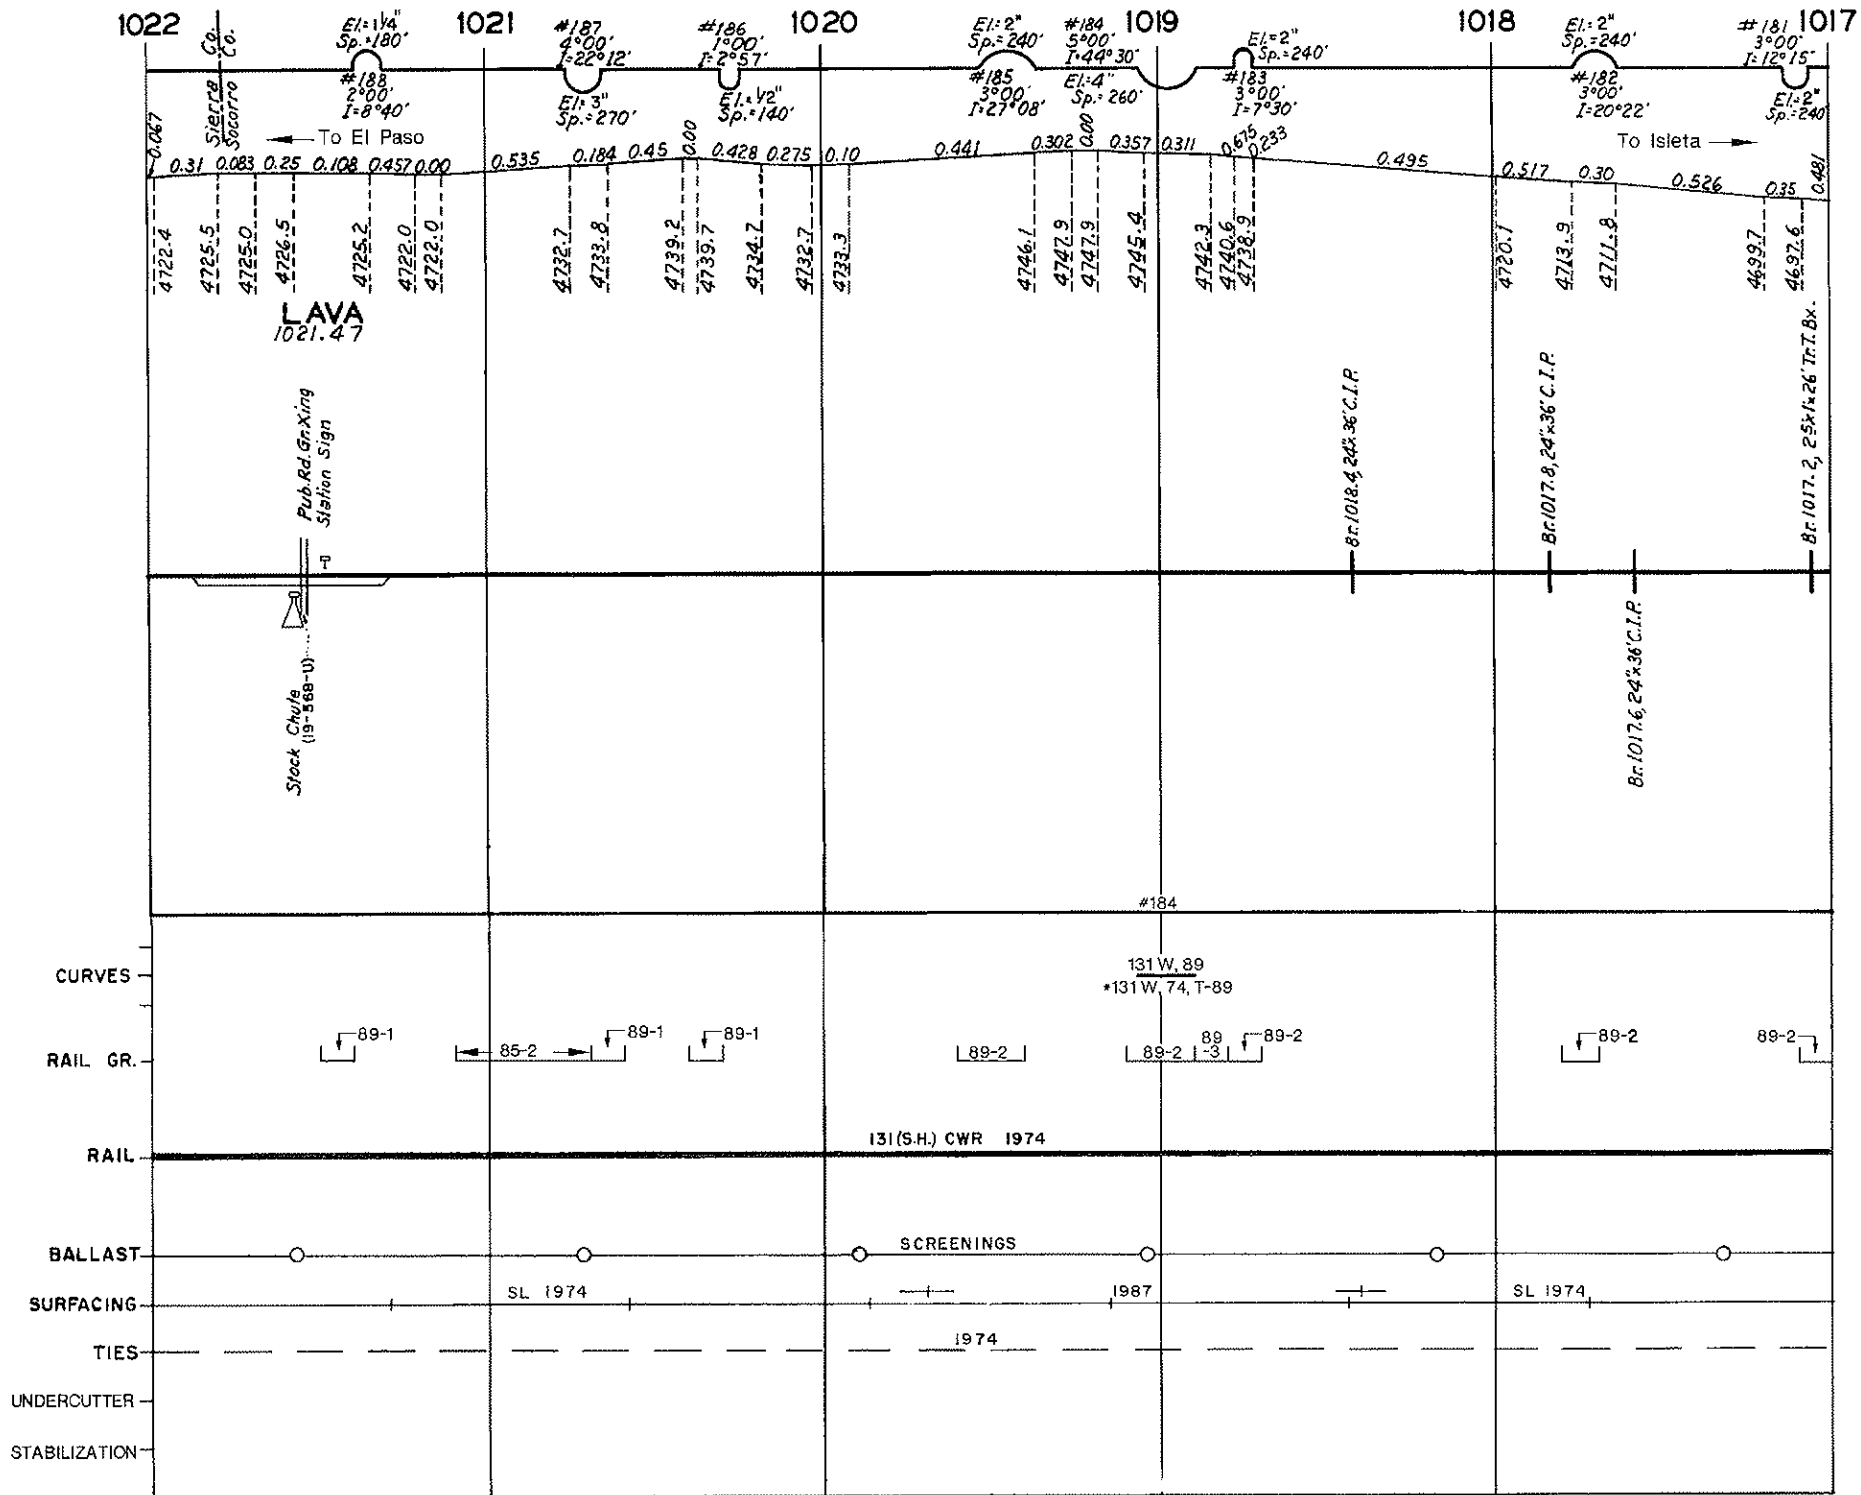 1022
1021
1020
1019
1018
1017
Sierra Co.
Socorro Co.
El.=1¼"
Sp.=180'
#188
2°00'
I=8°40'
#187
4°00'
I=22°12'
El.=3"
Sp.=270'
#186
1°00'
I=2°57'
El.=½"
Sp.=140'
El.=2"
Sp.=240'
#185
3°00'
I=27°08'
#184
5°00'
I=44°30'
El.=4"
Sp.=260'
El.=2"
Sp.=240'
#183
3°00'
I=7°30'
El.=2"
Sp.=240'
#182
3°00'
I=20°22'
#181
3°00'
I=12°15'
El.=2"
Sp.=240'
To El Paso
To Isleta
0.067 0.31 0.083 0.25 0.108 0.457 0.00 0.535 0.184 0.45 0.00 0.428 0.275 0.10 0.441 0.302 0.00 0.357 0.311 0.675 0.233 0.495 0.517 0.30 0.526 0.35 0.481
4722.4 4725.5 4725.0 4726.5 4725.2 4722.0 4722.0 4732.7 4733.8 4739.2 4739.7 4734.7 4732.7 4733.3 4746.1 4747.9 4747.9 4745.4 4742.3 4740.6 4738.9 4720.1 4713.9 4711.8 4699.7 4697.6
LAVA
1021.47
Pub.Rd.Gr.Xing
Station Sign
Stock Chute
(19-568-U)
Br.1018.4,24"x36'C.I.P.
Br.1017.8,24"x36'C.I.P.
Br.1017.6,24"x36'C.I.P.
Br.1017.2, 2.5x1x26'Tr.T.Bx.
#184
CURVES
131 W, 89
*131 W, 74, T-89
RAIL GR.
89-1
85-2
89-1
89-1
89-2
89-2
89
-3
89-2
89-2
89-2
RAIL
131(S.H.) CWR 1974
BALLAST
SCREENINGS
SURFACING
SL 1974
1987
SL 1974
TIES
1974
UNDERCUTTER
STABILIZATION